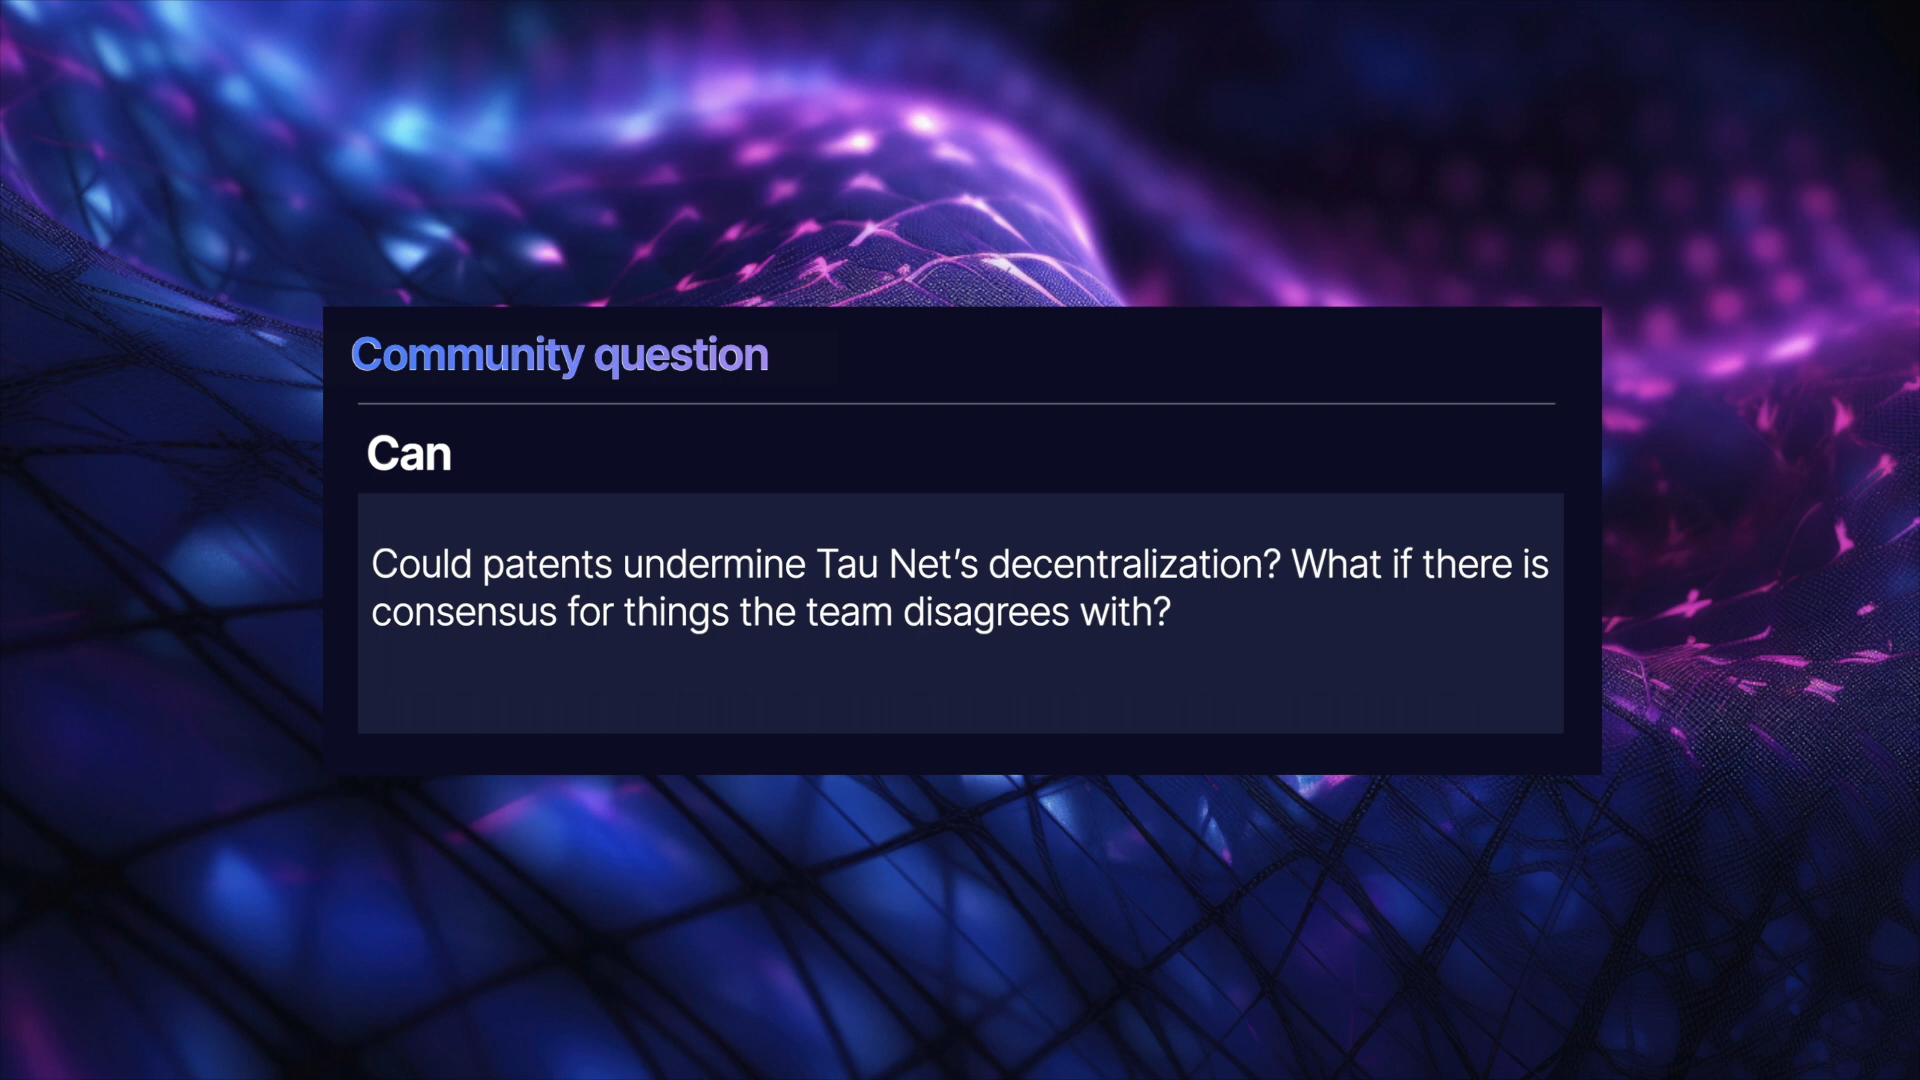 Community question
Can
Could patents undermine Tau Net’s decentralization? What if there is
consensus for things the team disagrees with?